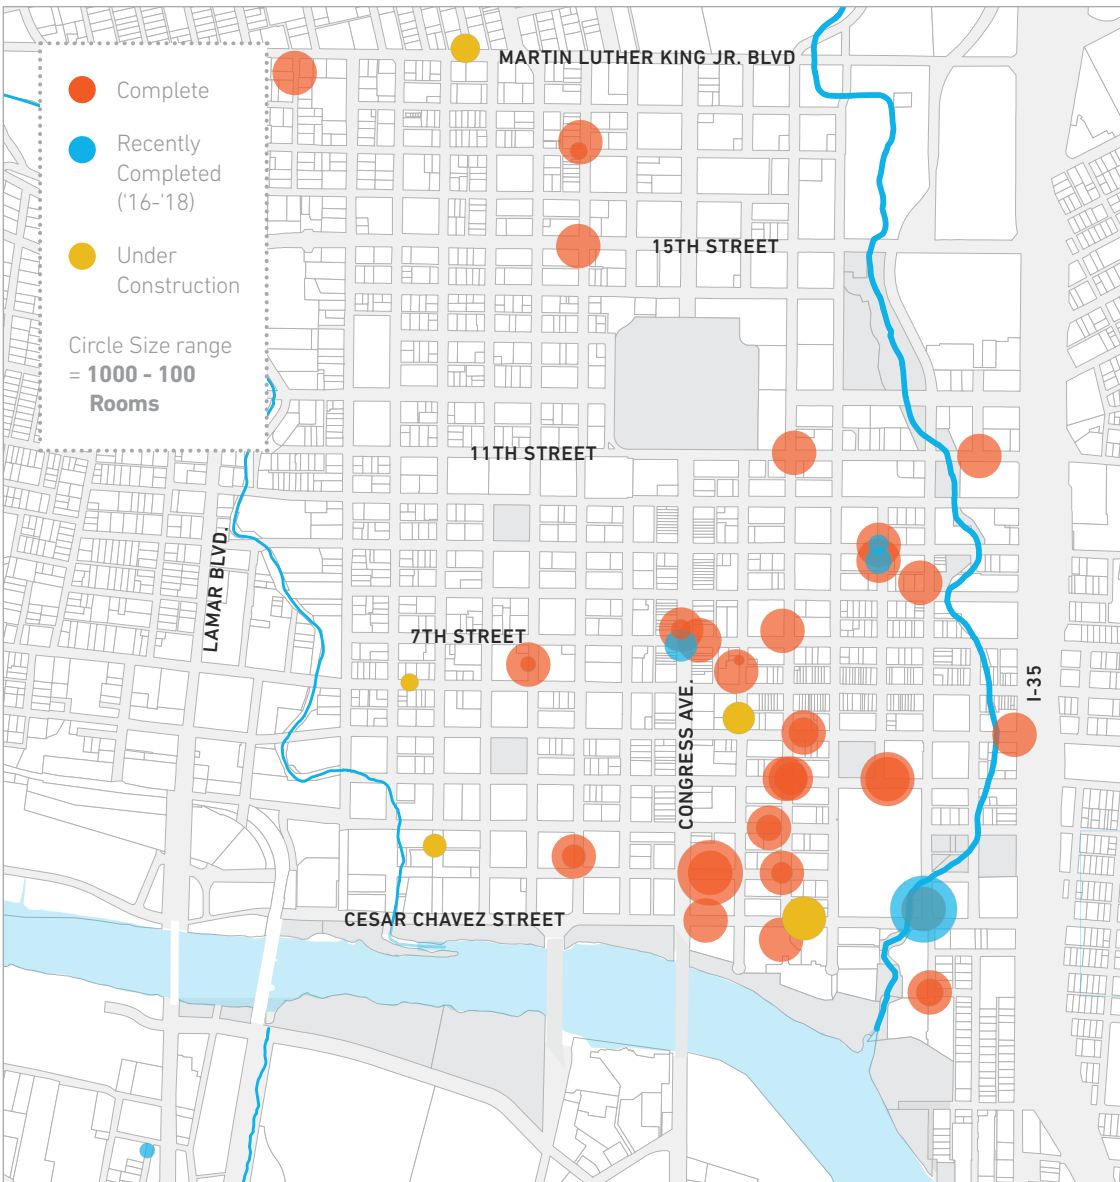 MARTIN LUTHER KING JR. BLVD
Complete
Recently
Completed
('16-'18)
15TH STREET
Under
Construction
Circle Size range
= 1000 - 100
Rooms
11TH STREET
LAMAR BLVD.
7TH STREET
I-35
CONGRESS AVE.
CESAR CHAVEZ STREET